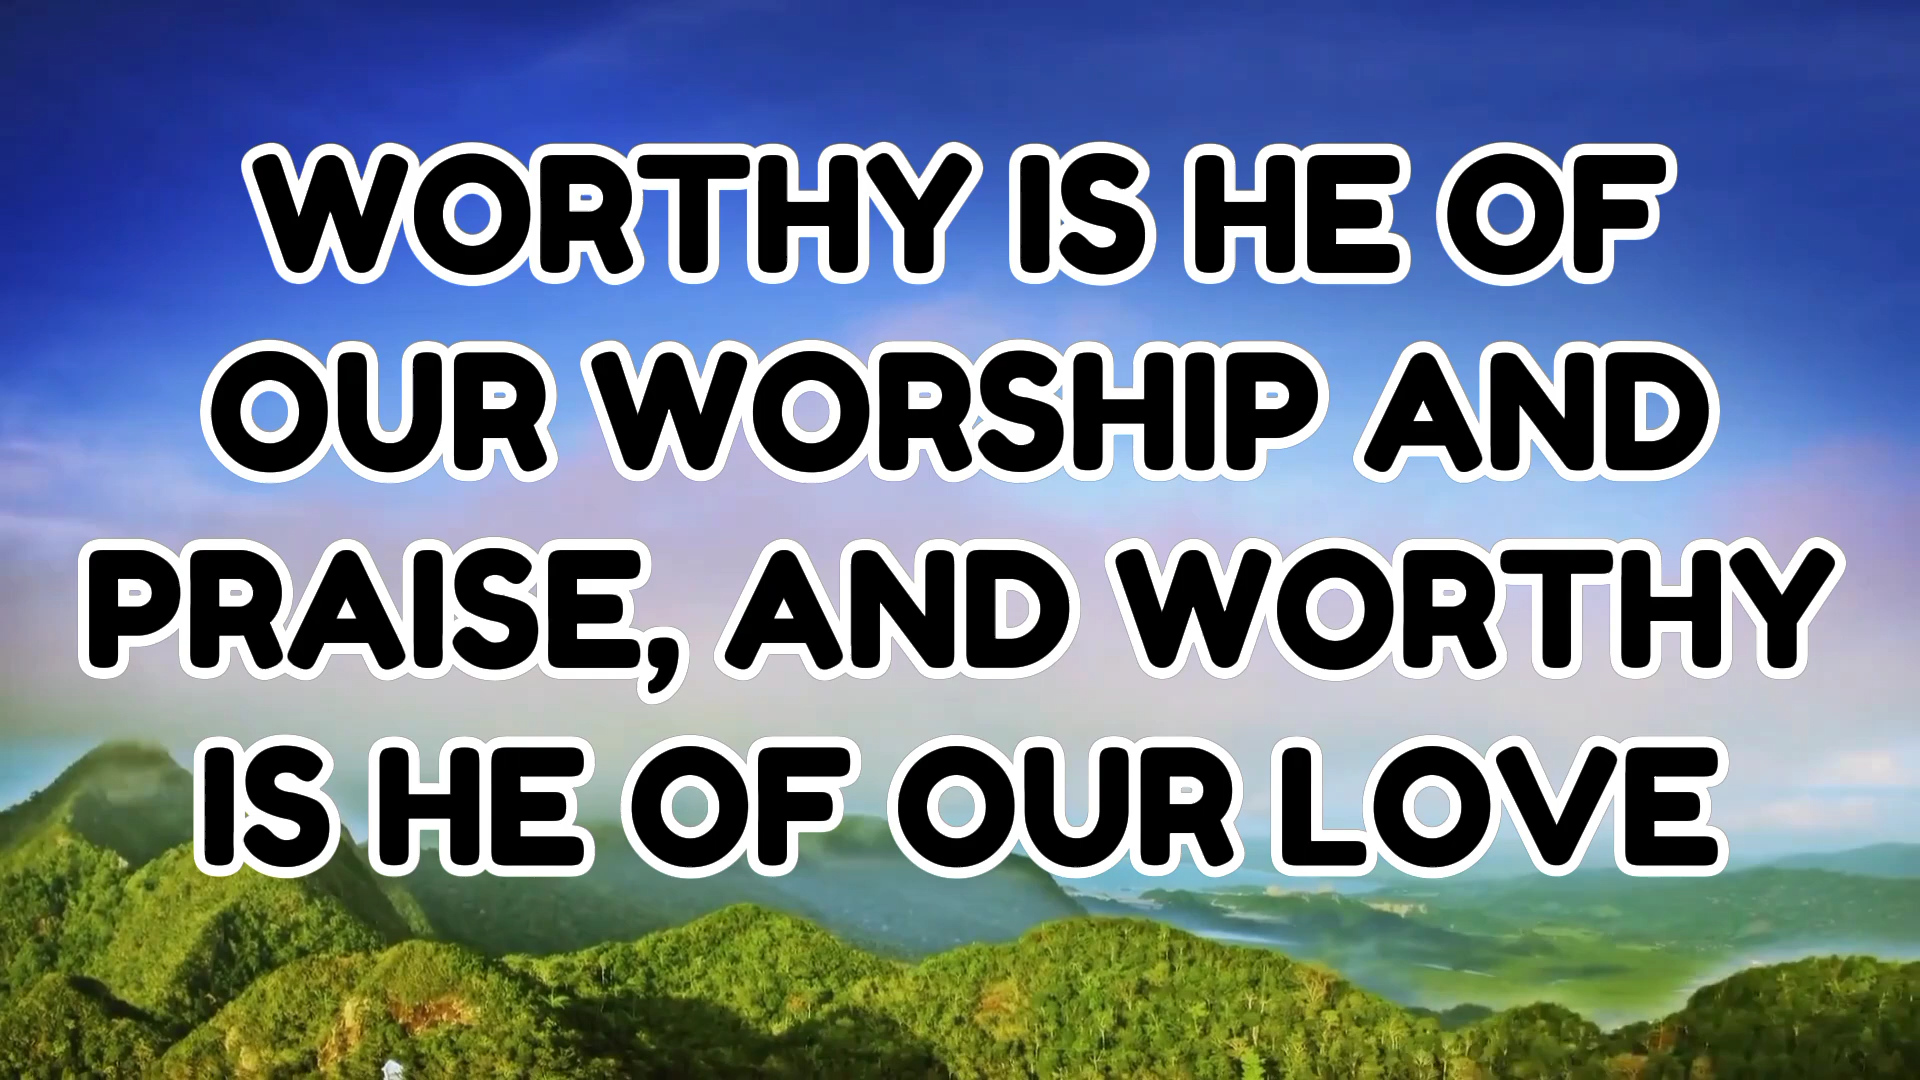 WORTHY IS HE OF
OUR WORSHIP AND
PRAISE, AND WORTHY
IS HE OF OUR LOVE